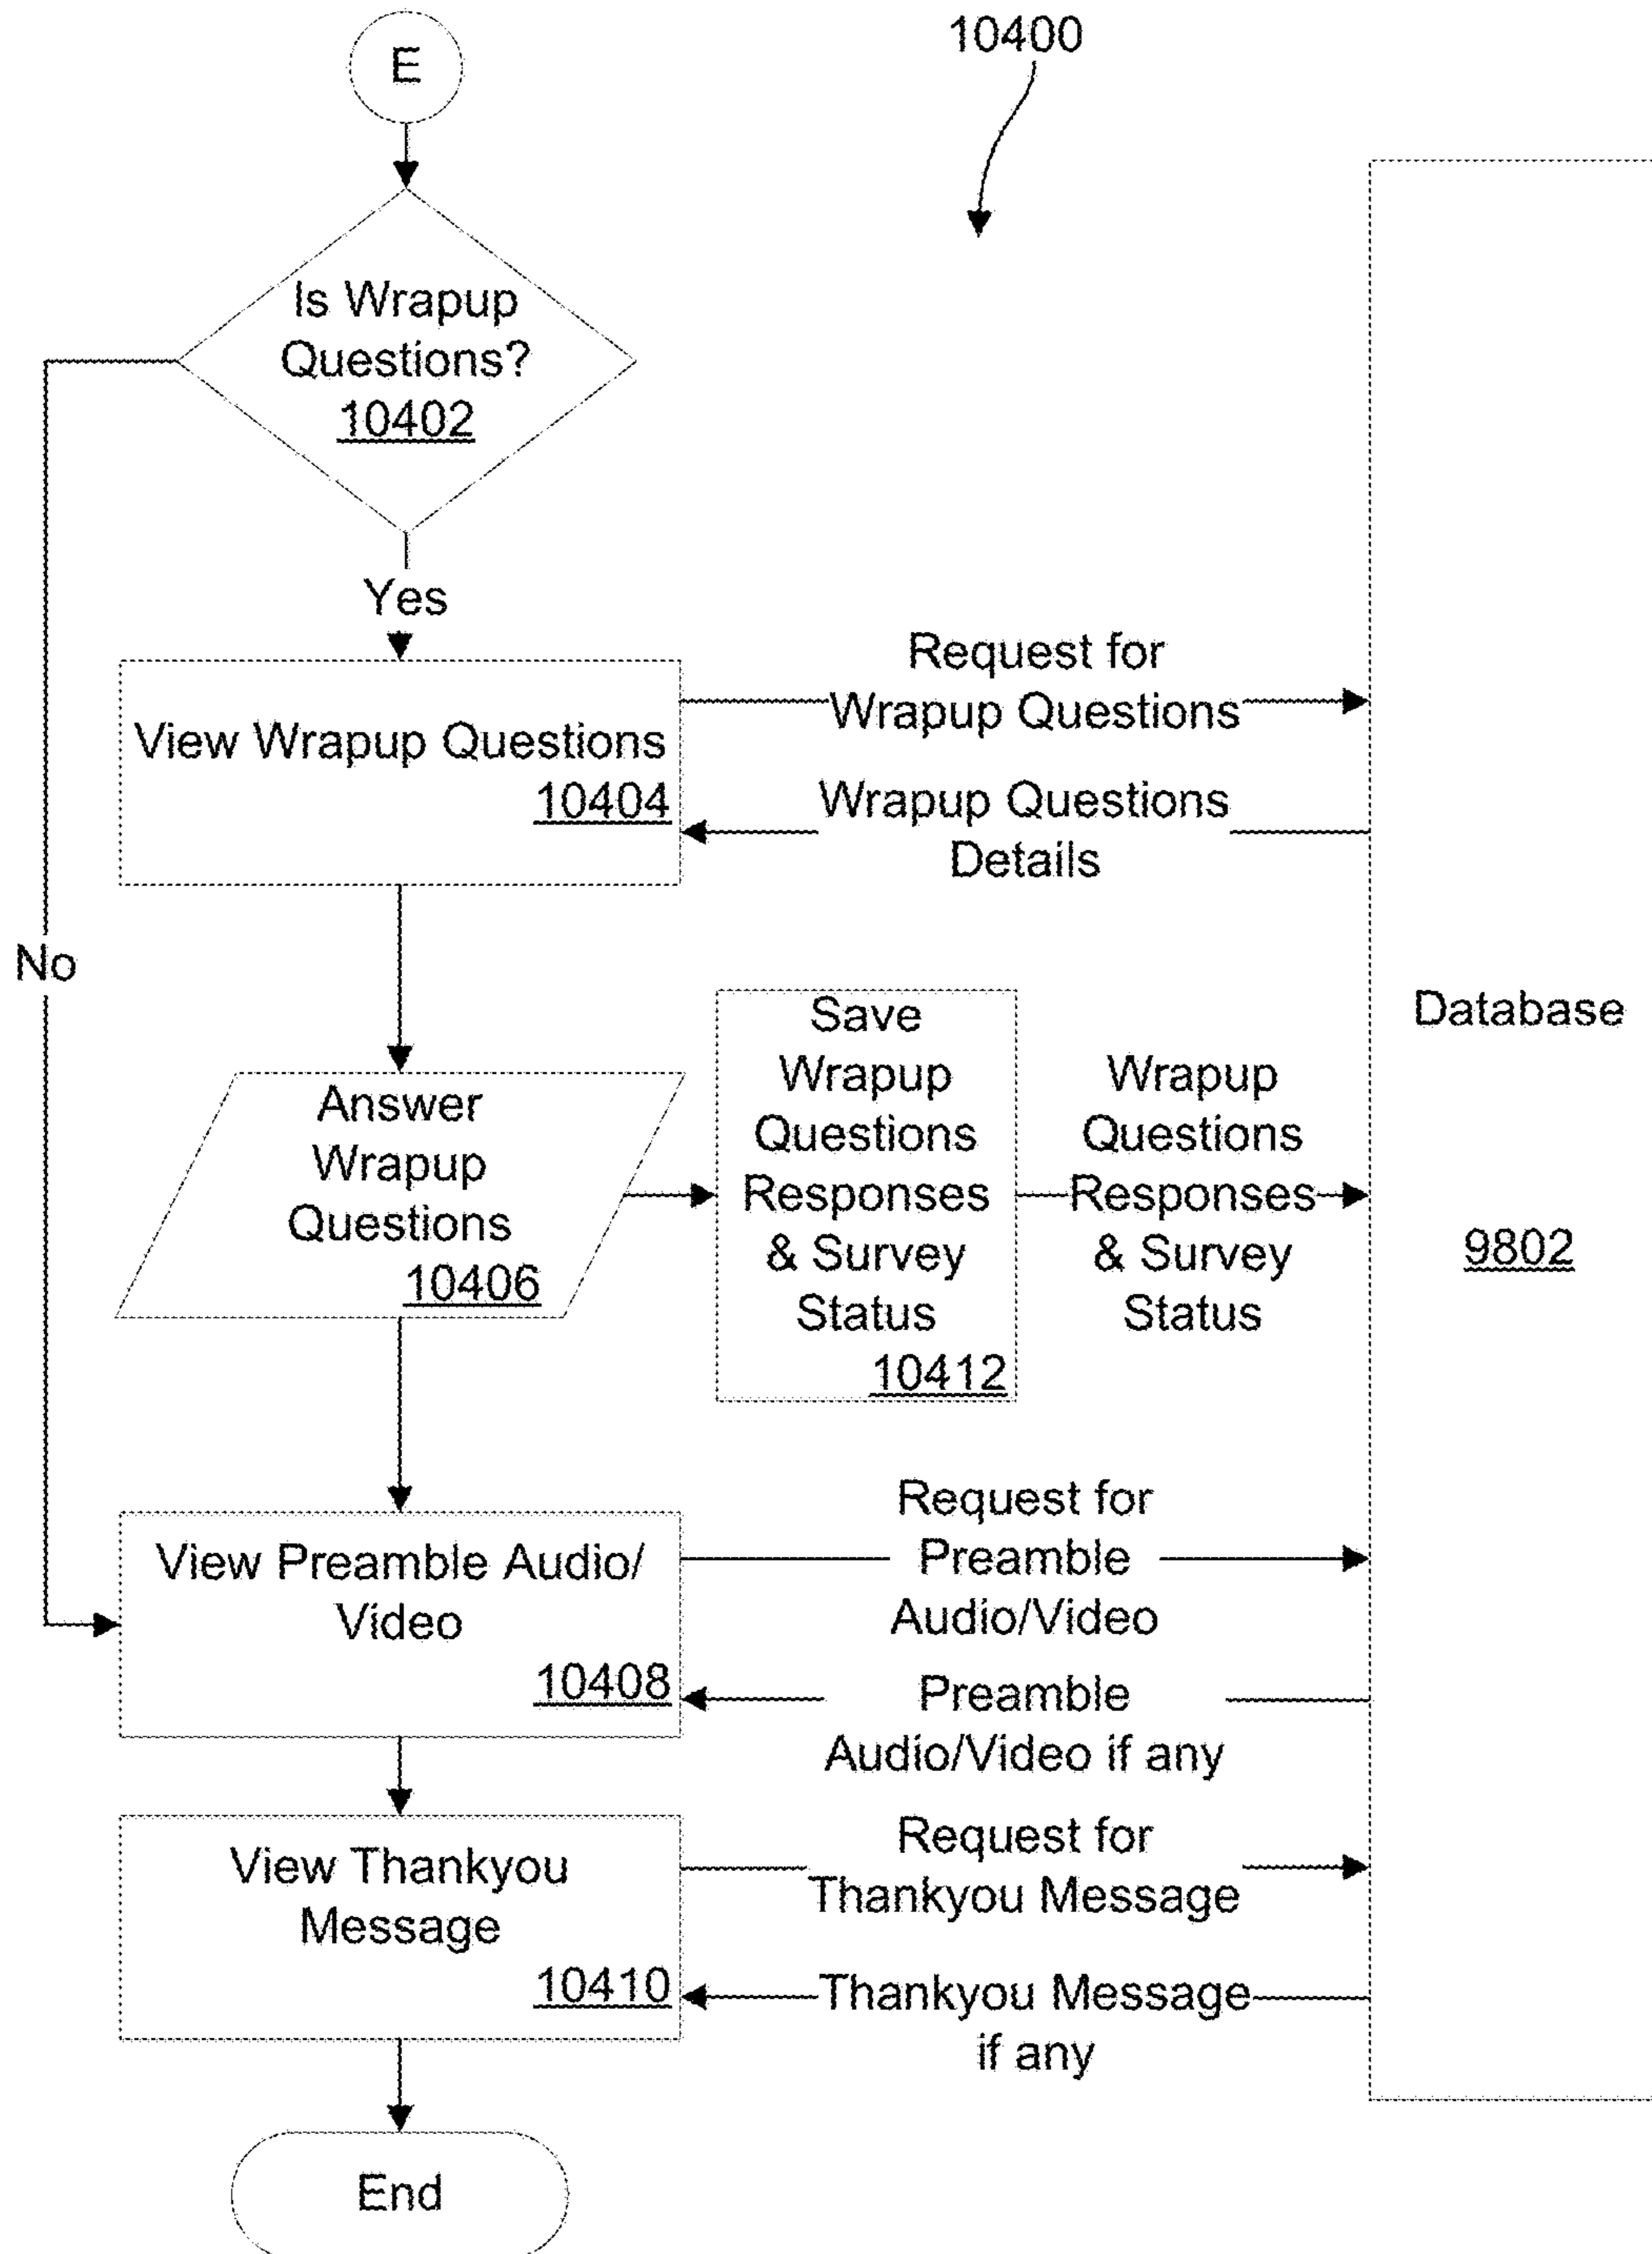 E
10400
Is Wrapup
Questions?
10402
Yes
No
View Wrapup Questions
10404
Request for
Wrapup Questions
Wrapup Questions
Details
Answer
Wrapup
Questions
10406
Save
Wrapup
Questions
Responses
& Survey
Status
10412
Wrapup
Questions
Responses
& Survey
Status
Database
9802
View Preamble Audio/
Video
10408
Request for
Preamble
Audio/Video
Preamble
Audio/Video if any
View Thankyou
Message
10410
Request for
Thankyou Message
Thankyou Message
if any
End